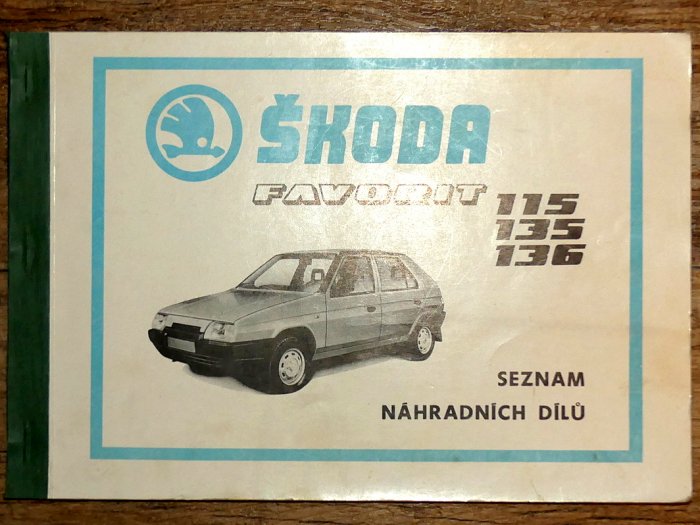 ŠKODA
FAVORIT 115
135
136
SEZNAM
NÁHRADNÍCH DÍLŮ